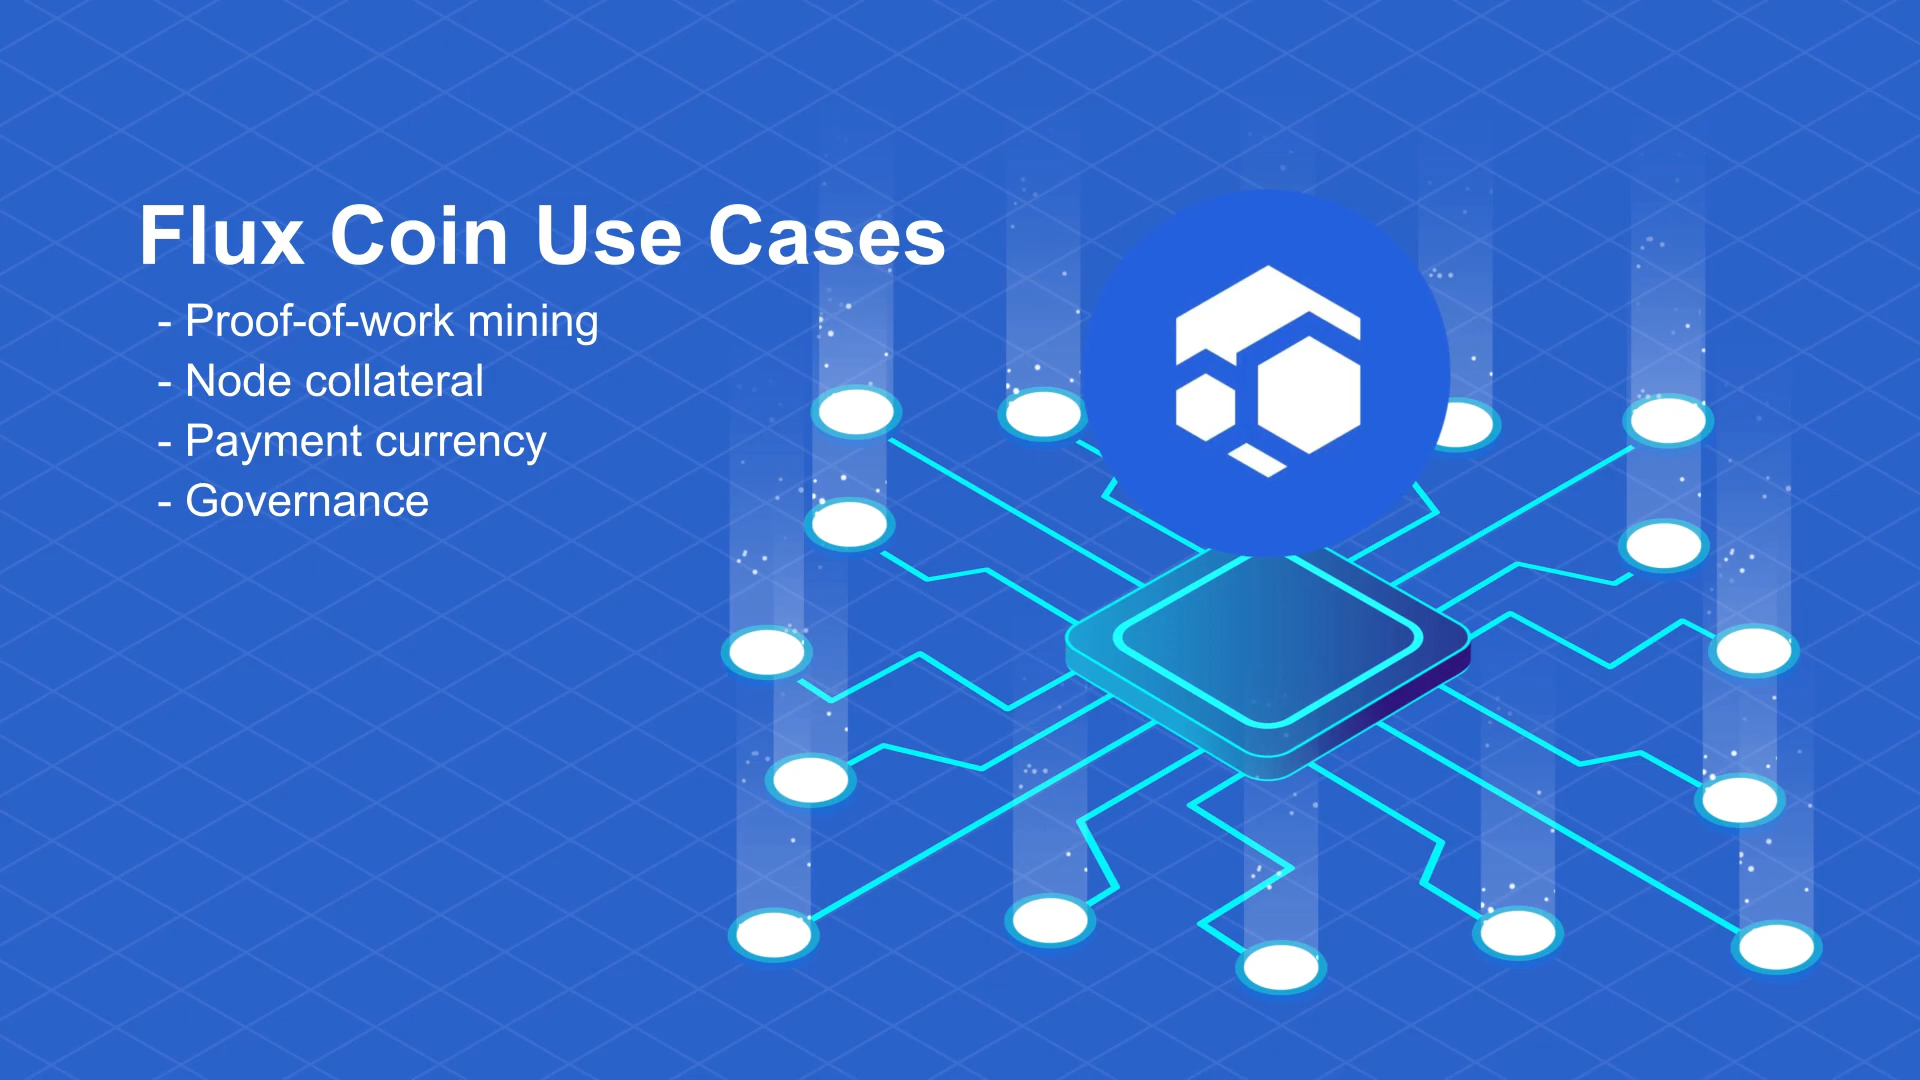 Flux Coin Use Cases
- Proof-of-work mining
- Node collateral
- Payment currency
- Governance